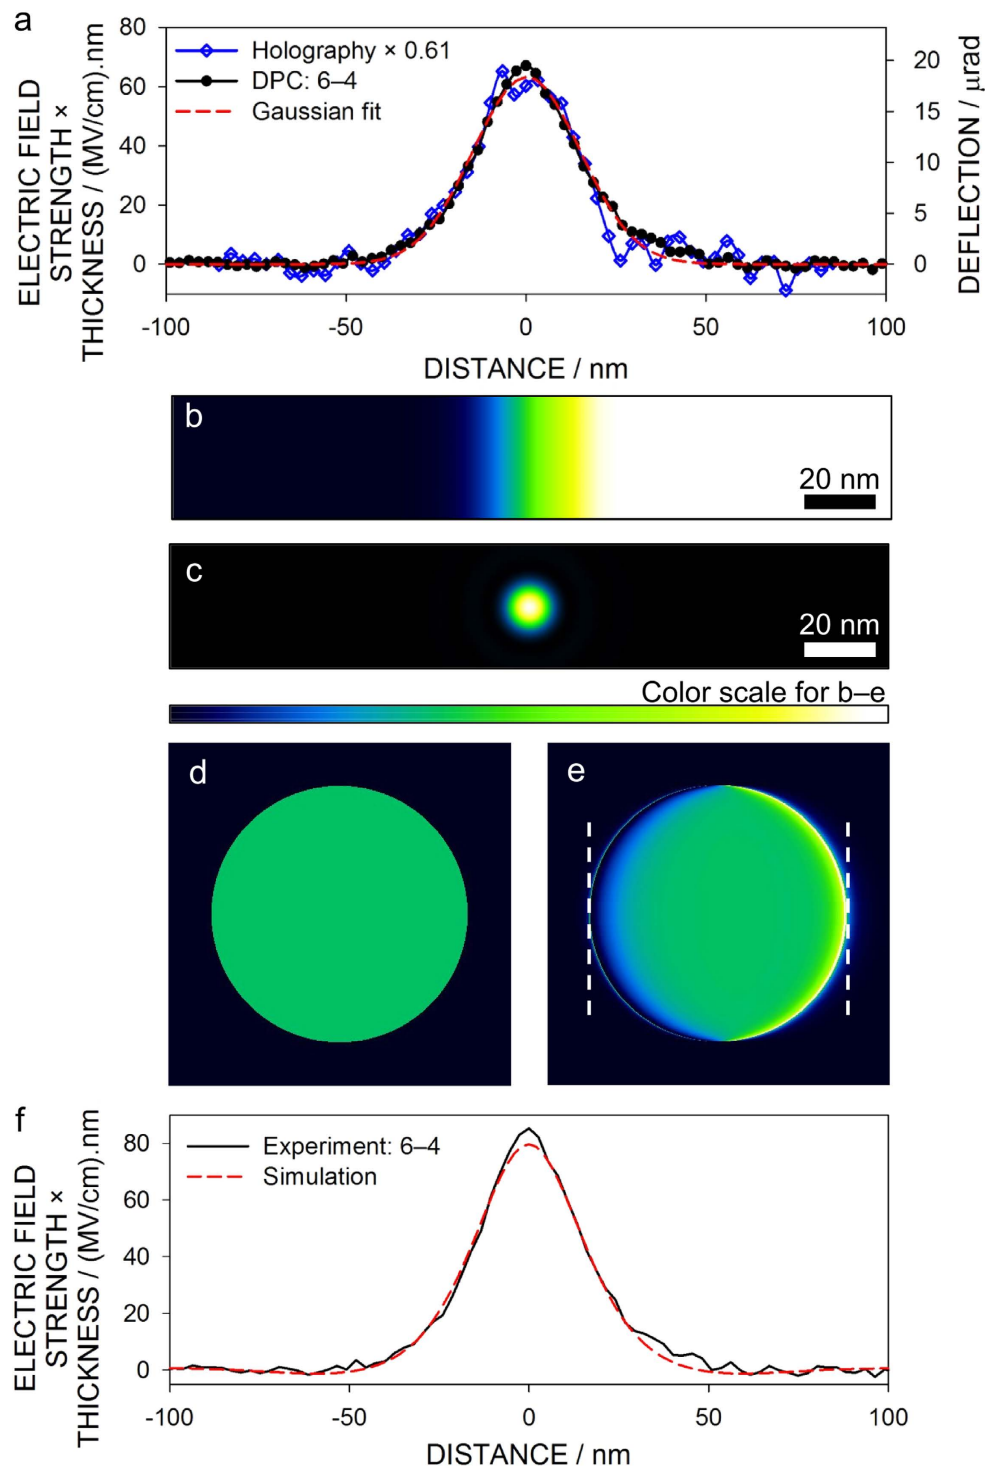 a
ELECTRIC FIELD
STRENGTH ×
THICKNESS / (MV/cm).nm
80
60
40
20
0
Holography × 0.61
DPC: 6–4
Gaussian fit
20
15
10
5
0
DEFLECTION / μrad
-100
-50
0
50
100
DISTANCE / nm
b
20 nm
c
20 nm
Color scale for b–e
d
e
f
ELECTRIC FIELD
STRENGTH ×
THICKNESS / (MV/cm).nm
80
60
40
20
0
Experiment: 6–4
Simulation
-100
-50
0
50
100
DISTANCE / nm